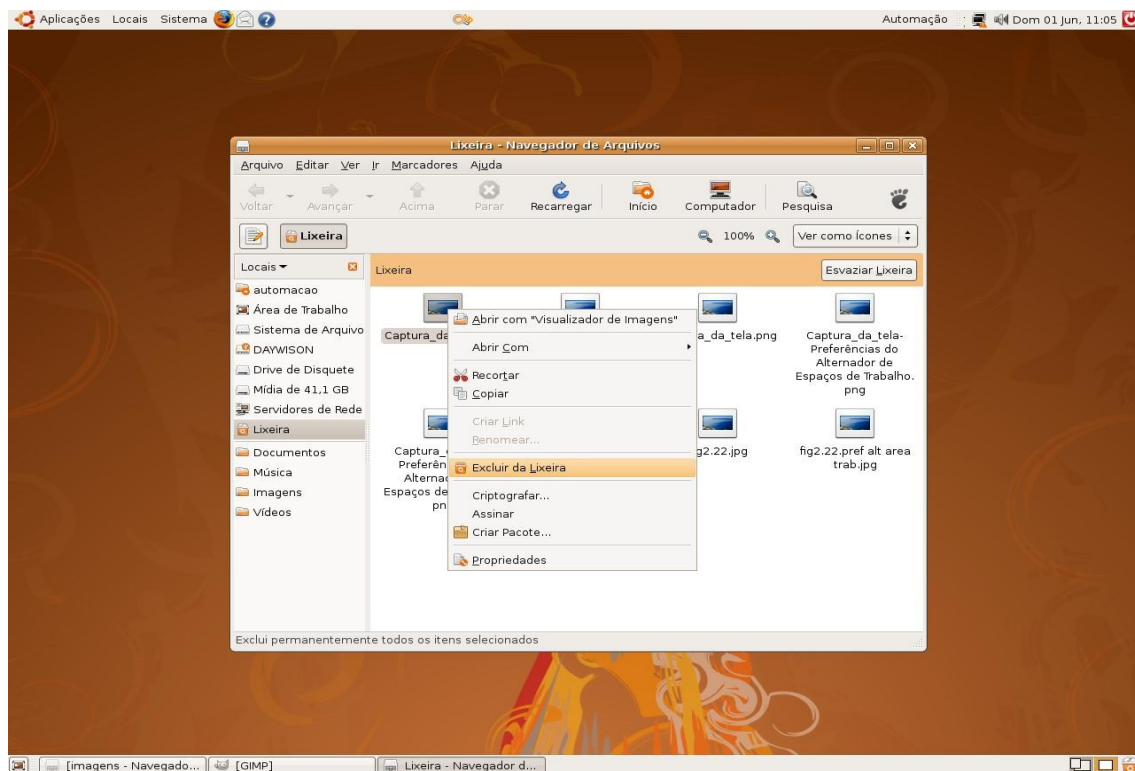 Aplicações Locais Sistema
Automação
Dom 01 Jun, 11:05
Lixeira - Navegador de Arquivos
Arquivo Editar Ver Ir Marcadores Ajuda
Voltar Avançar Acima Parar Recarregar Início Computador Pesquisa
Lixeira
100%
Ver como Ícones
Locais
Lixeira
Esvaziar Lixeira
automacao
Área de Trabalho
Sistema de Arquivo
DAYWISON
Drive de Disquete
Mídia de 41,1 GB
Servidores de Rede
Lixeira
Documentos
Música
Imagens
Vídeos
Captura_da
a_da_tela.png
Captura_da_tela-
Preferências do
Alternador de
Espaços de Trabalho.
png
Captura_
Preferên
Alterna
Espaços de
pn
g2.22.jpg
fig2.22.pref alt area
trab.jpg
Abrir com "Visualizador de Imagens"
Abrir Com
Recortar
Copiar
Criar Link
Renomear...
Excluir da Lixeira
Criptografar...
Assinar
Criar Pacote...
Propriedades
Exclui permanentemente todos os itens selecionados
[imagens - Navegado...
[GIMP]
Lixeira - Navegador d...